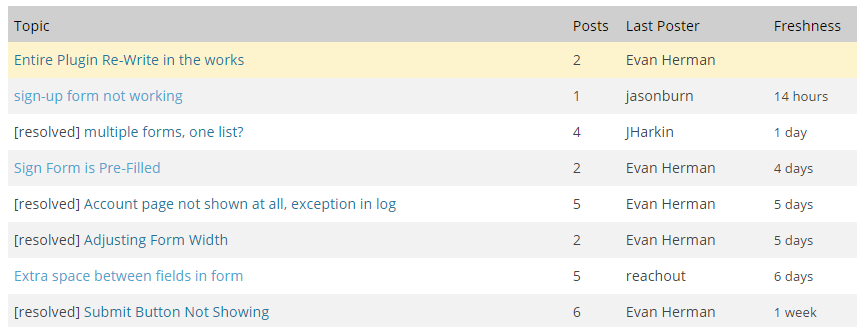 Topic Posts Last Poster Freshness
Entire Plugin Re-Write in the works 2 Evan Herman
sign-up form not working 1 jasonburn 14 hours
[resolved] multiple forms, one list? 4 JHarkin 1 day
Sign Form is Pre-Filled 2 Evan Herman 4 days
[resolved] Account page not shown at all, exception in log 5 Evan Herman 5 days
[resolved] Adjusting Form Width 2 Evan Herman 5 days
Extra space between fields in form 5 reachout 6 days
[resolved] Submit Button Not Showing 6 Evan Herman 1 week